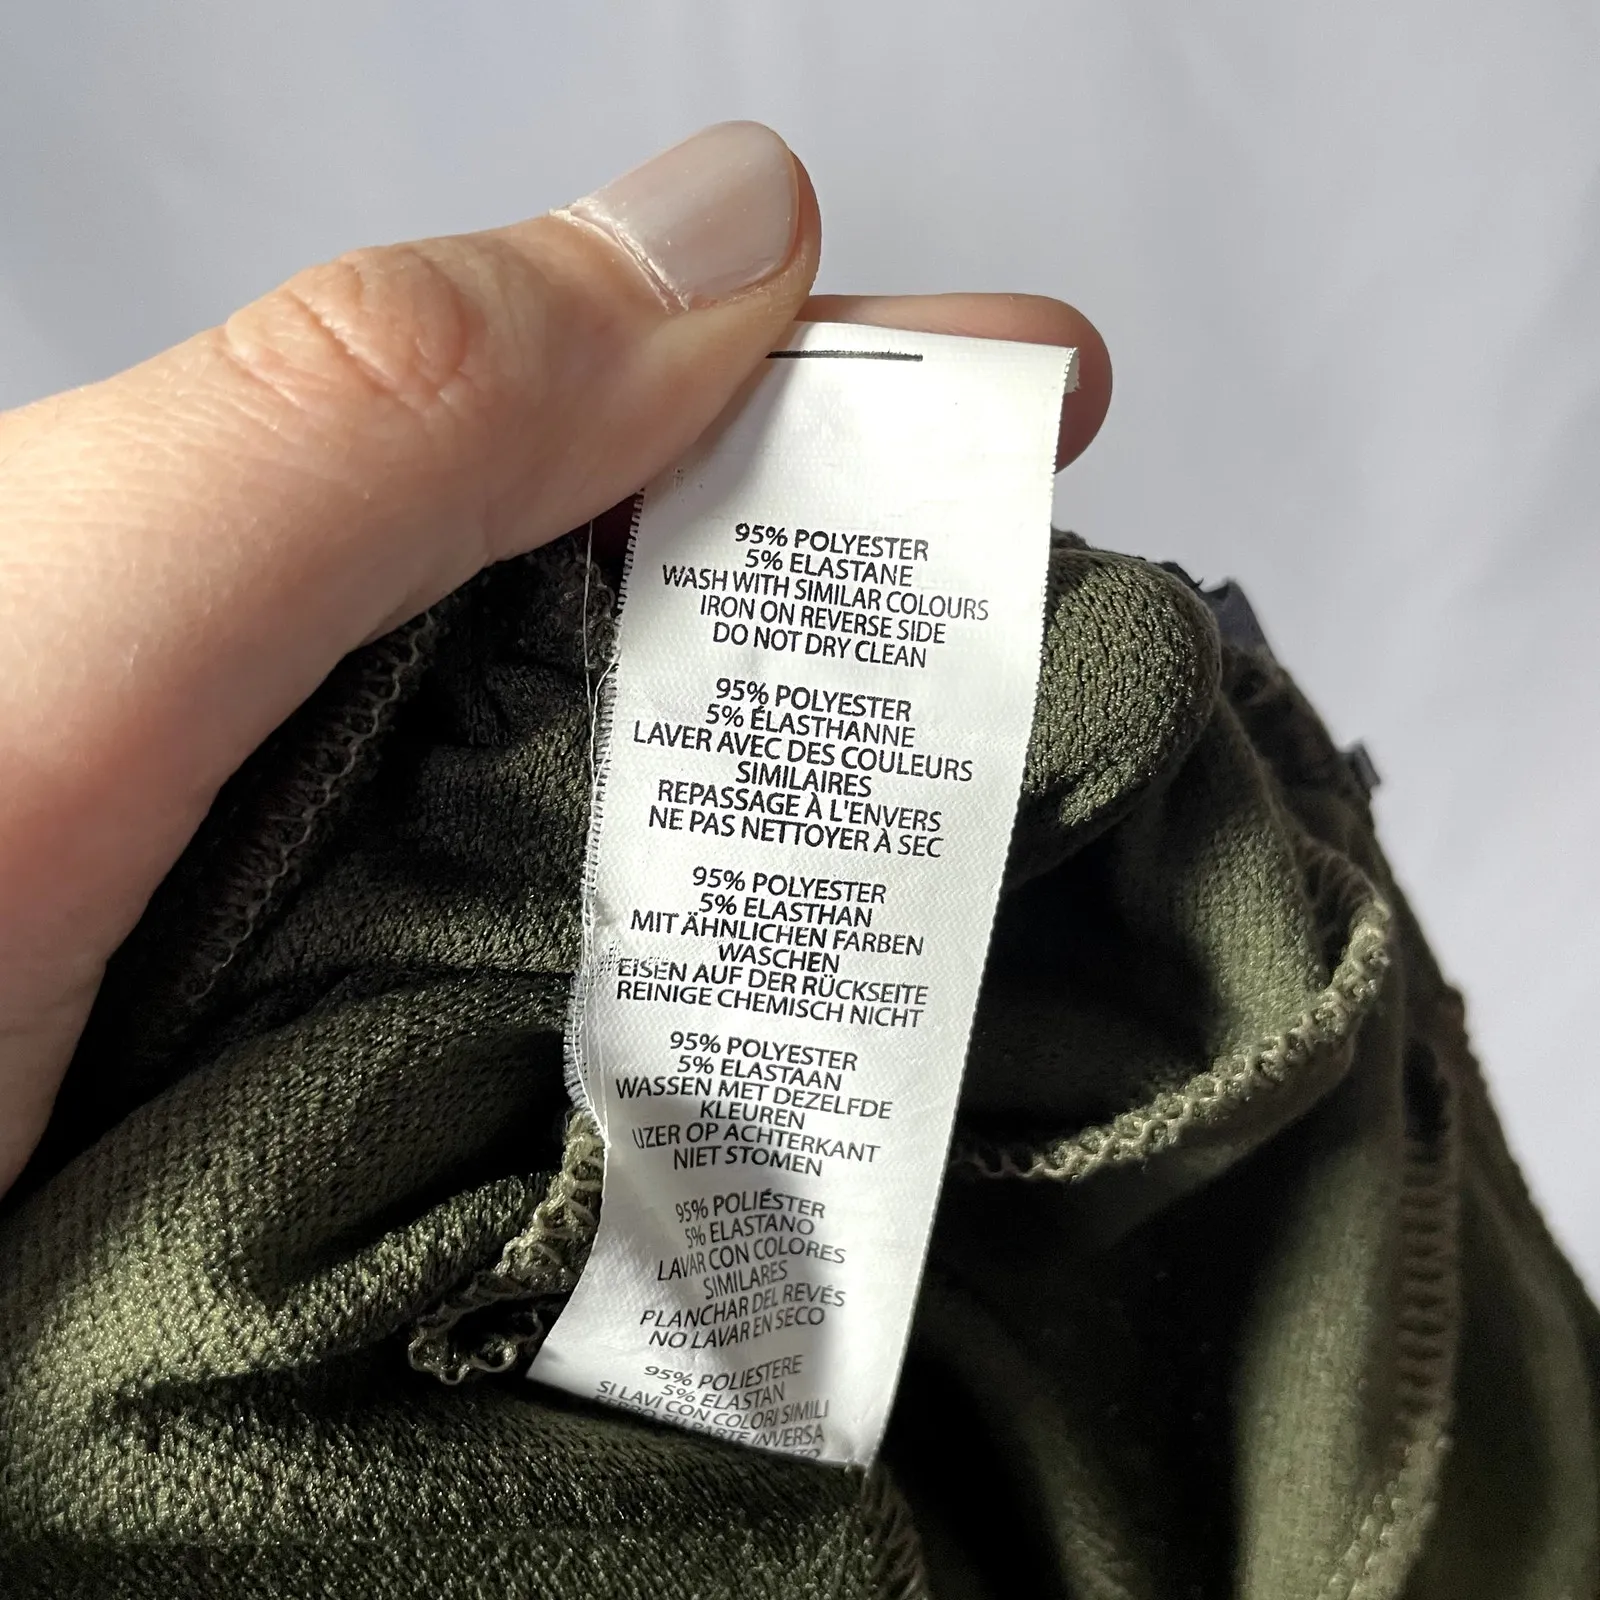 95% POLYESTER
5% ELASTANE
WASH WITH SIMILAR COLOURS
IRON ON REVERSE SIDE
DO NOT DRY CLEAN
95% POLYESTER
5% ÉLASTHANNE
LAVER AVEC DES COULEURS
SIMILAIRES
REPASSAGE À L'ENVERS
NE PAS NETTOYER À SEC
95% POLYESTER
5% ELASTHAN
MIT ÄHNLICHEN FARBEN
WASCHEN
EISEN AUF DER RÜCKSEITE
REINIGE CHEMISCH NICHT
95% POLYESTER
5% ELASTAAN
WASSEN MET DEZELFDE
KLEUREN
IJZER OP ACHTERKANT
NIET STOMEN
95% POLIÉSTER
5% ELASTANO
LAVAR CON COLORES
SIMILARES
PLANCHAR DEL REVÉS
NO LAVAR EN SECO
95% POLIESTERE
5% ELASTAN
SI LAVI CON COLORI SIMILI
FERRO SU PARTE INVERSA